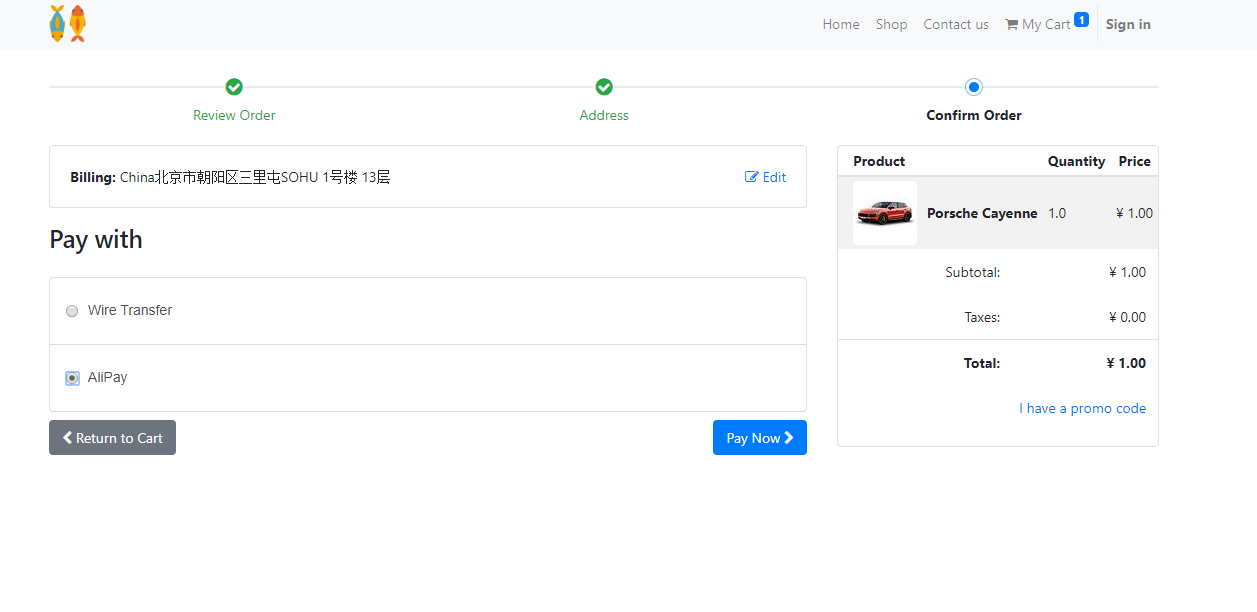 Home Shop Contact us My Cart 1 Sign in
Review Order Address Confirm Order
Billing: China北京市朝阳区三里屯SOHU 1号楼 13层 Edit
Pay with
Wire Transfer
AliPay
Return to Cart Pay Now
Product Quantity Price
Porsche Cayenne 1.0 ¥ 1.00
Subtotal: ¥ 1.00
Taxes: ¥ 0.00
Total: ¥ 1.00
I have a promo code